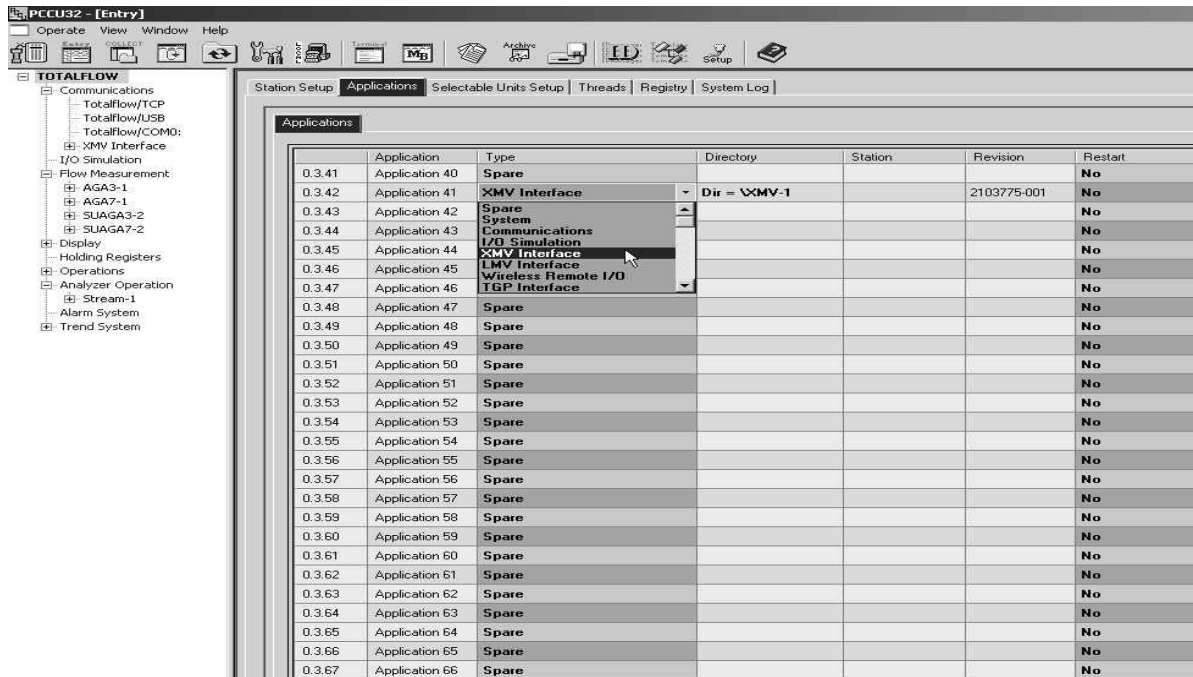 PCCU32 - [Entry]
Operate View Window Help
Entry COLLECT Terminal MB Archive Setup
TOTALFLOW
Communications
Totalflow/TCP
Totalflow/USB
Totalflow/COM0:
XMV Interface
I/O Simulation
Flow Measurement
AGA3-1
AGA7-1
SUAGA3-2
SUAGA7-2
Display
Holding Registers
Operations
Analyzer Operation
Stream-1
Alarm System
Trend System
Station Setup Applications Selectable Units Setup Threads Registry System Log
Applications
Application Type Directory Station Revision Restart
0.3.41 Application 40 Spare No
0.3.42 Application 41 XMV Interface Dir = \XMV-1 2103775-001 No
0.3.43 Application 42 No
0.3.44 Application 43 No
0.3.45 Application 44 No
0.3.46 Application 45 No
0.3.47 Application 46 No
Spare
System
Communications
I/O Simulation
XMV Interface
LMV Interface
Wireless Remote I/O
TGP Interface
0.3.48 Application 47 Spare No
0.3.49 Application 48 Spare No
0.3.50 Application 49 Spare No
0.3.51 Application 50 Spare No
0.3.52 Application 51 Spare No
0.3.53 Application 52 Spare No
0.3.54 Application 53 Spare No
0.3.55 Application 54 Spare No
0.3.56 Application 55 Spare No
0.3.57 Application 56 Spare No
0.3.58 Application 57 Spare No
0.3.59 Application 58 Spare No
0.3.60 Application 59 Spare No
0.3.61 Application 60 Spare No
0.3.62 Application 61 Spare No
0.3.63 Application 62 Spare No
0.3.64 Application 63 Spare No
0.3.65 Application 64 Spare No
0.3.66 Application 65 Spare No
0.3.67 Application 66 Spare No